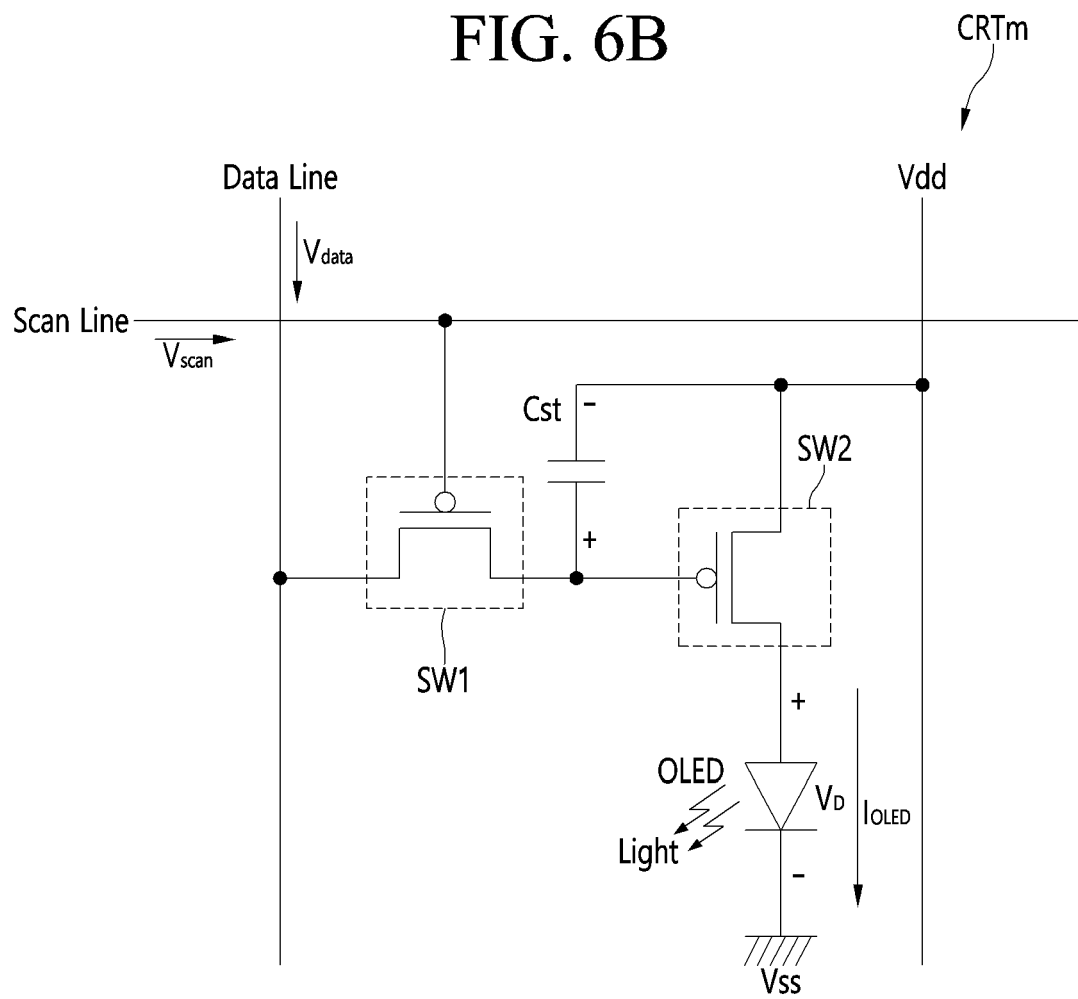 FIG. 6B
CRTm
Data Line
Vdd
Vdata
Scan Line
Vscan
Cst
-
SW2
+
SW1
+
OLED
VD
IOLED
Light
-
Vss